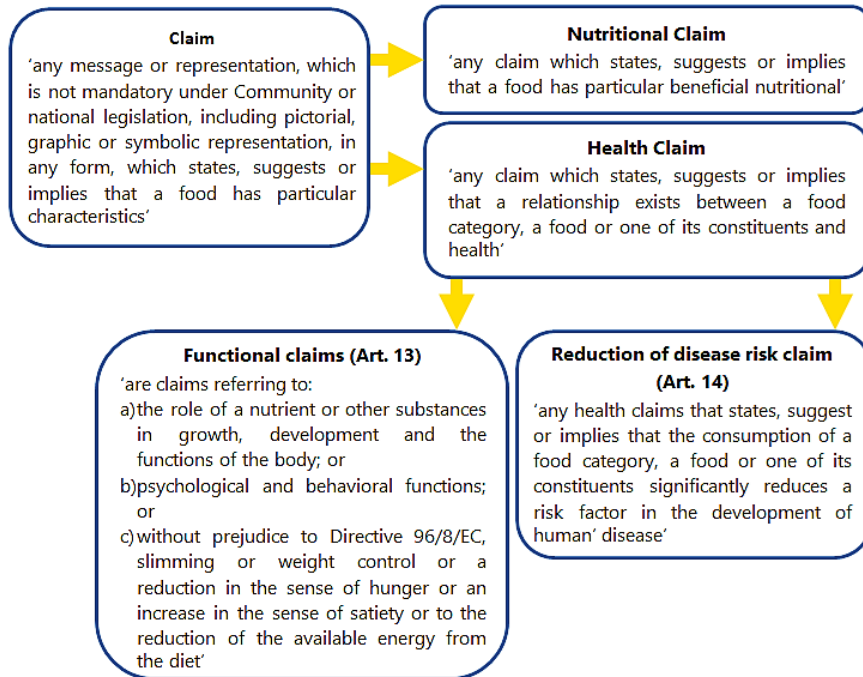 Claim
‘any message or representation, which
is not mandatory under Community or
national legislation, including pictorial,
graphic or symbolic representation, in
any form, which states, suggests or
implies that a food has particular
characteristics’
Nutritional Claim
‘any claim which states, suggests or implies
that a food has particular beneficial nutritional’
Health Claim
‘any claim which states, suggests or implies
that a relationship exists between a food
category, a food or one of its constituents and
health’
Functional claims (Art. 13)
‘are claims referring to:
a)the role of a nutrient or other substances
in growth, development and the
functions of the body; or
b)psychological and behavioral functions;
or
c)without prejudice to Directive 96/8/EC,
slimming or weight control or a
reduction in the sense of hunger or an
increase in the sense of satiety or to the
reduction of the available energy from
the diet’
Reduction of disease risk claim
(Art. 14)
‘any health claims that states, suggest
or implies that the consumption of a
food category, a food or one of its
constituents significantly reduces a
risk factor in the development of
human’ disease’